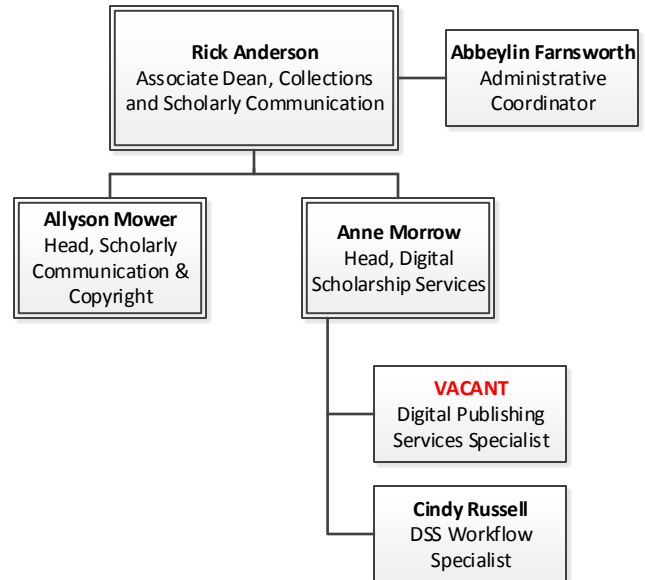 Rick Anderson
Associate Dean, Collections
and Scholarly Communication
Abbeylin Farnsworth
Administrative
Coordinator
Allyson Mower
Head, Scholarly
Communication &
Copyright
Anne Morrow
Head, Digital
Scholarship Services
VACANT
Digital Publishing
Services Specialist
Cindy Russell
DSS Workflow
Specialist